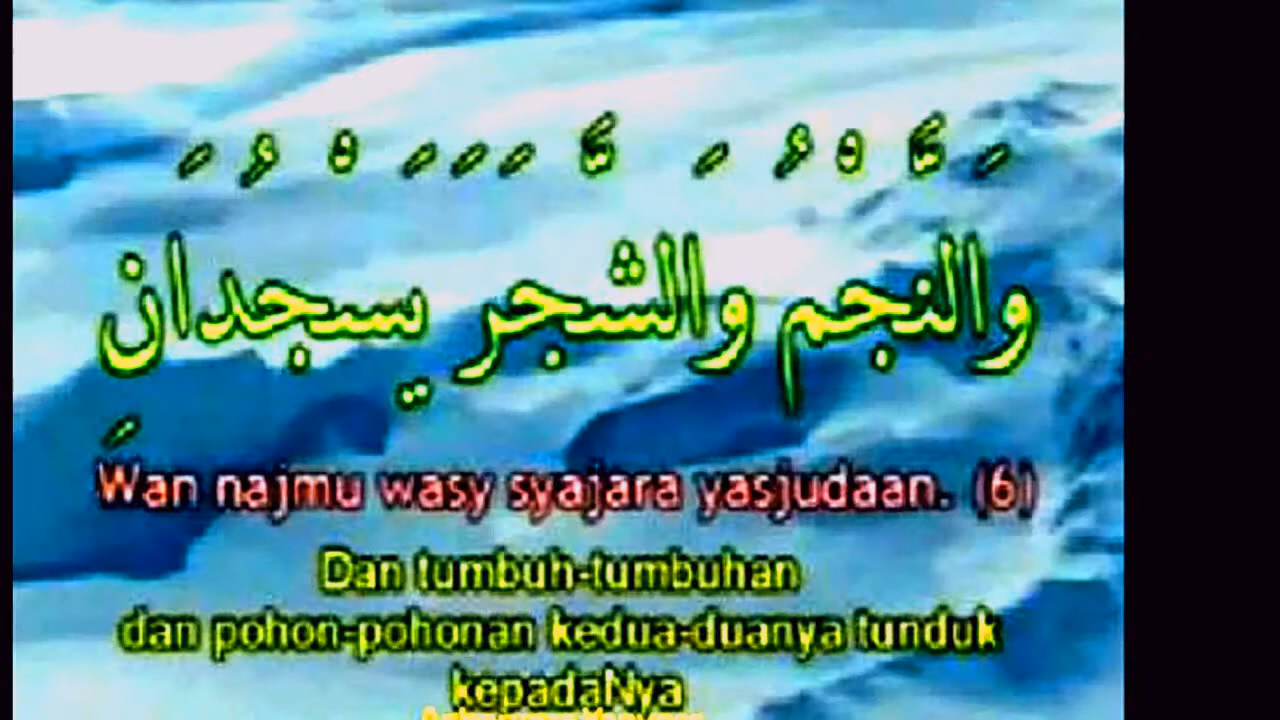 والنجم والشجر يسجدانِ
Wan najmu wasy syajara yasjudaan. (6)
Dan tumbuh-tumbuhan
dan pohon-pohonan kedua-duanya tunduk
kepadaNya